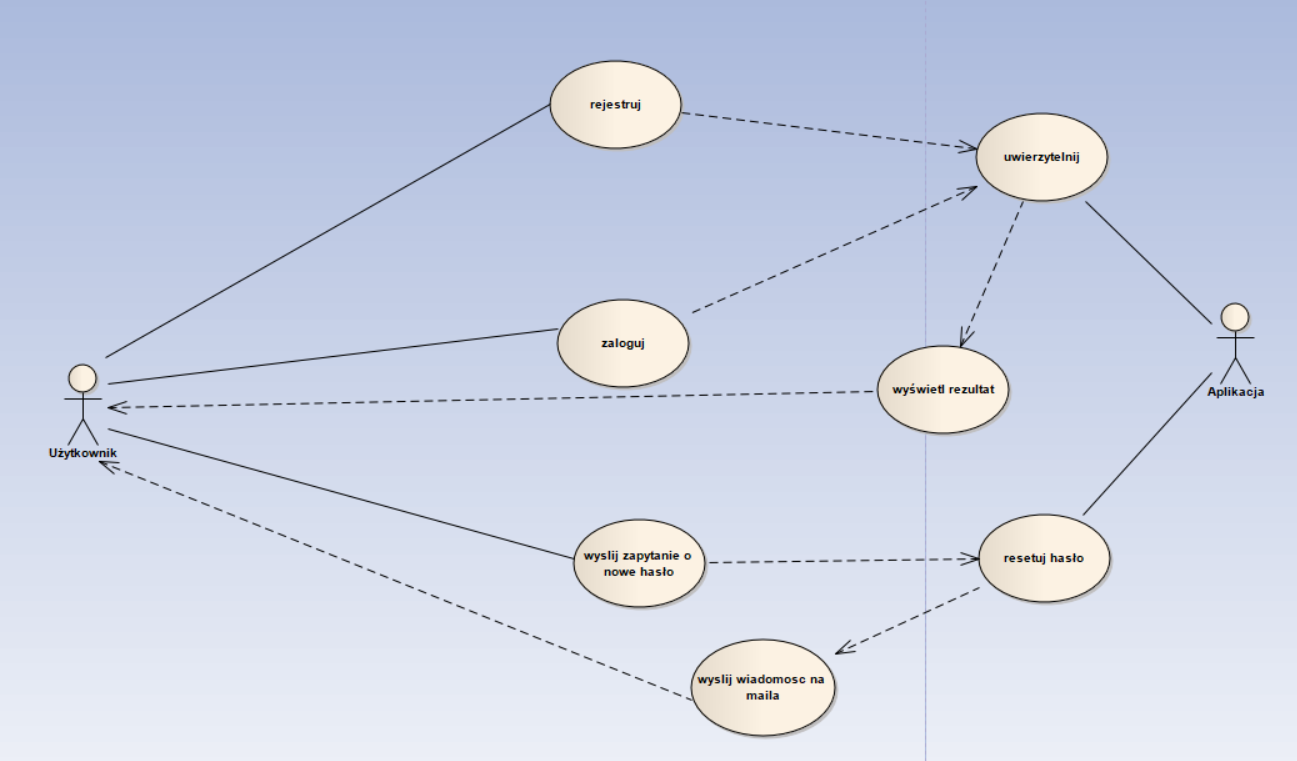 rejestruj
uwierzytelnij
zaloguj
wyświetl rezultat
Aplikacja
Użytkownik
wyslij zapytanie o
nowe hasło
resetuj hasło
wyslij wiadomosc na
maila